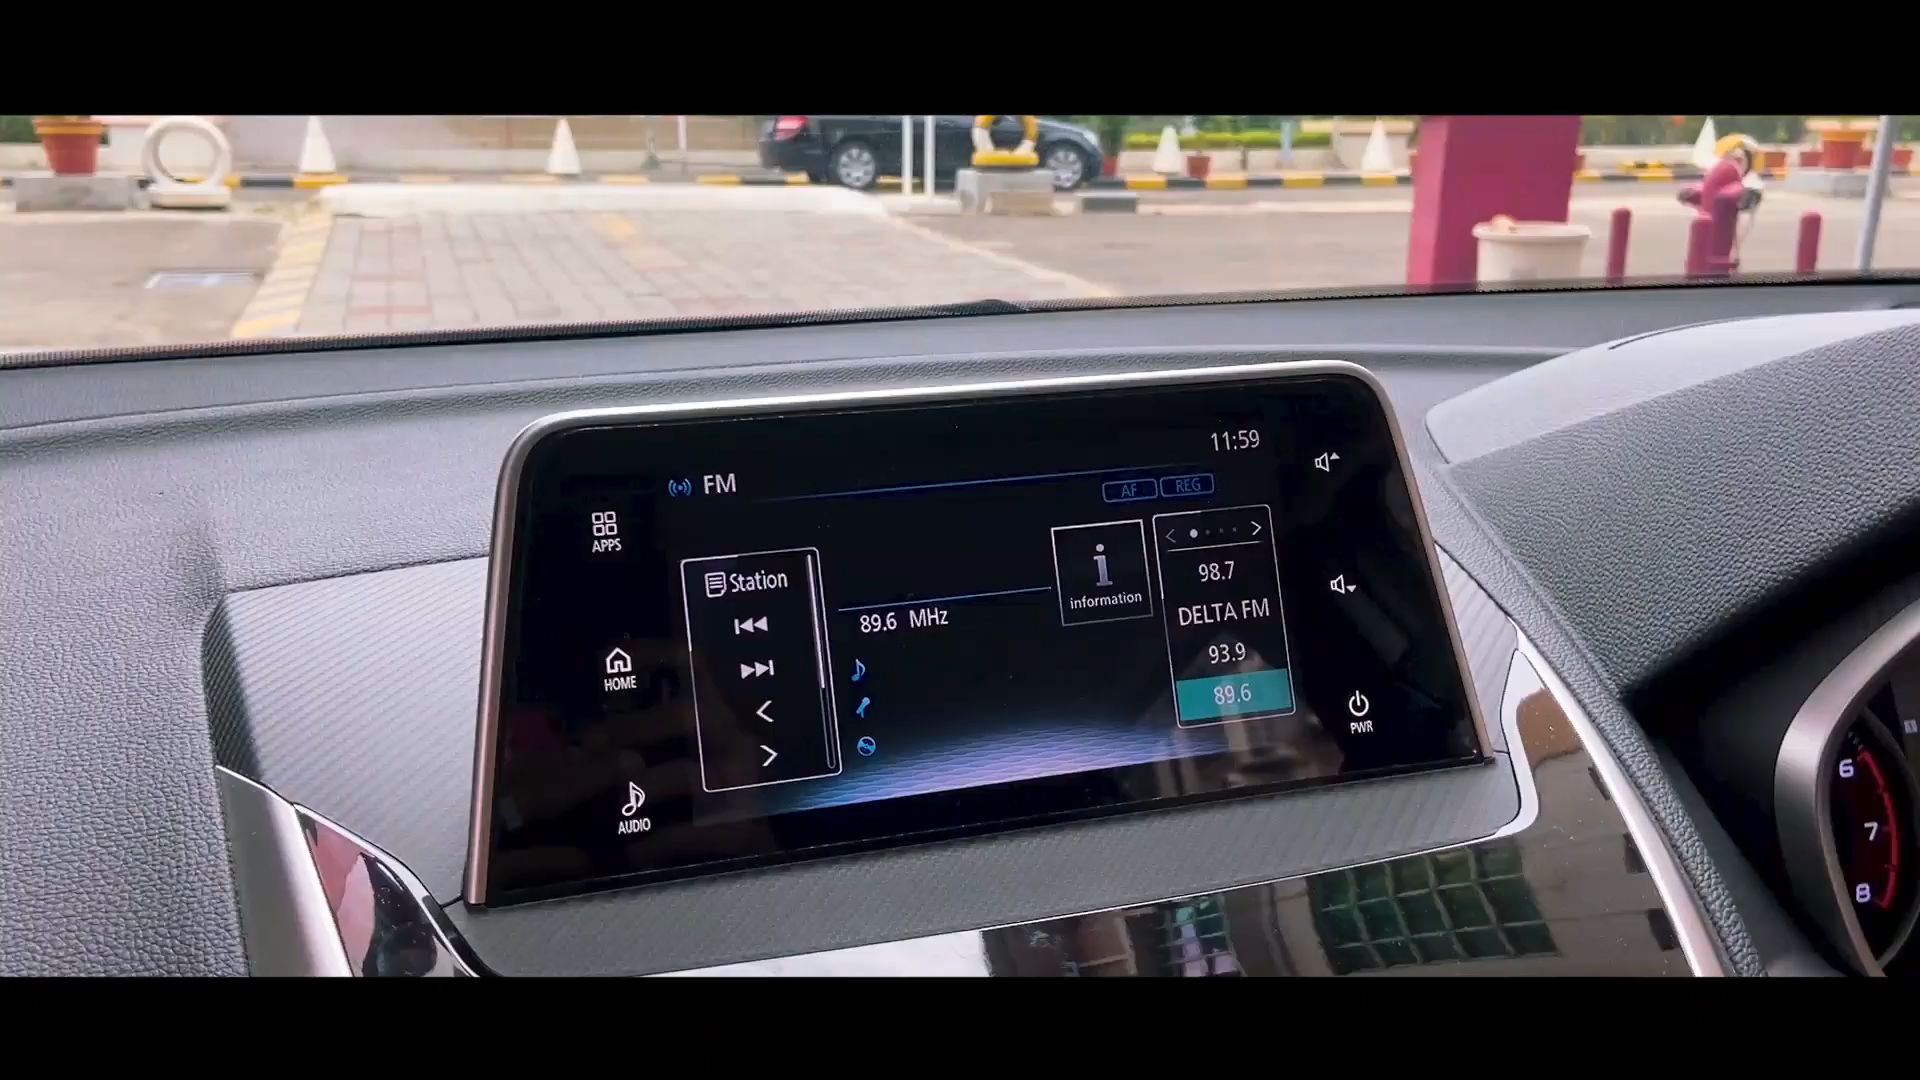 11:59
FM
AF
REG
APPS
Station
information
98.7
89.6 MHz
DELTA FM
93.9
89.6
HOME
PWR
AUDIO
6
7
8